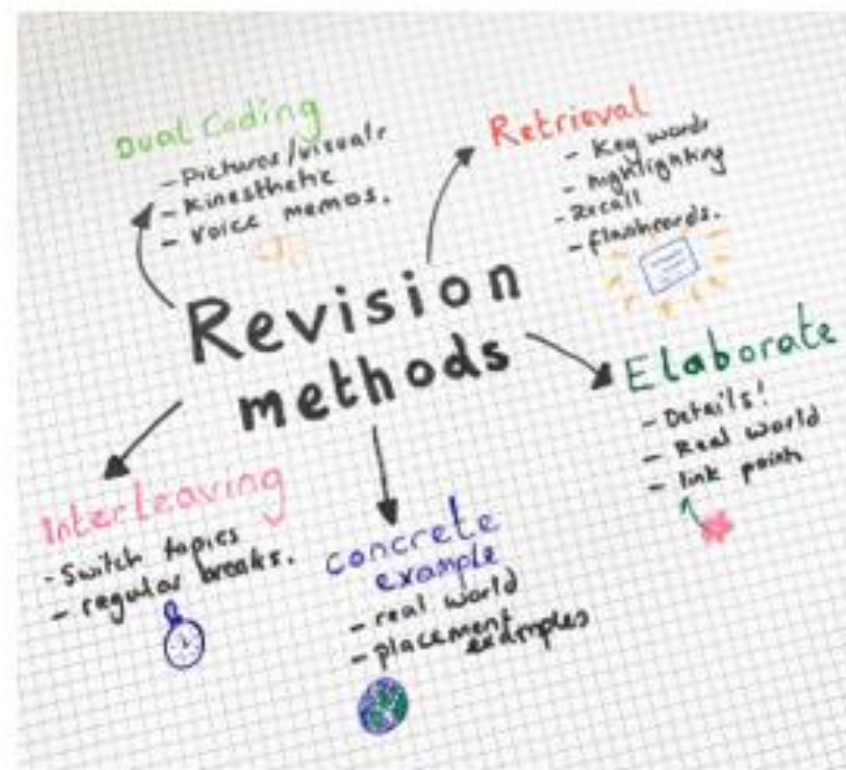 Dual Coding
- Pictures/visuals
- Kinesthetic
- Voice memos.
Retrieval
- Key words
- highlighting
- Recall
- flashcards.
Revision
methods
Elaborate
- Details!
- Real world
- link points
Interleaving
- Switch topics
- regular breaks.
concrete
example
- real world
- placement
examples